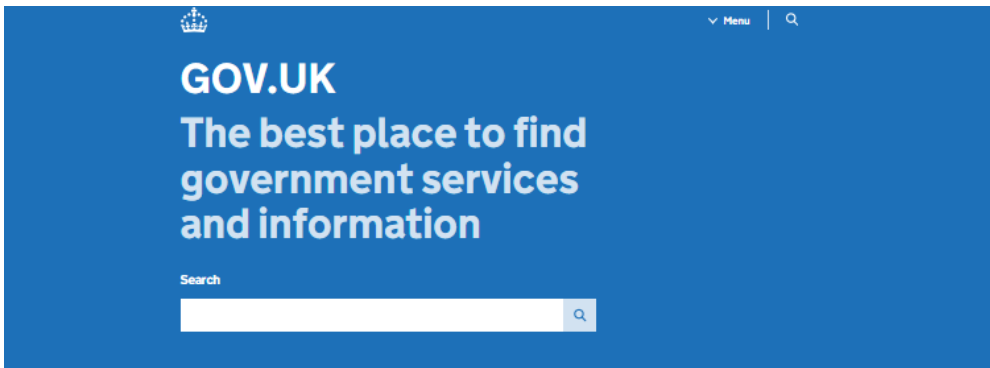 Menu
GOV.UK
The best place to find
government services
and information
Search